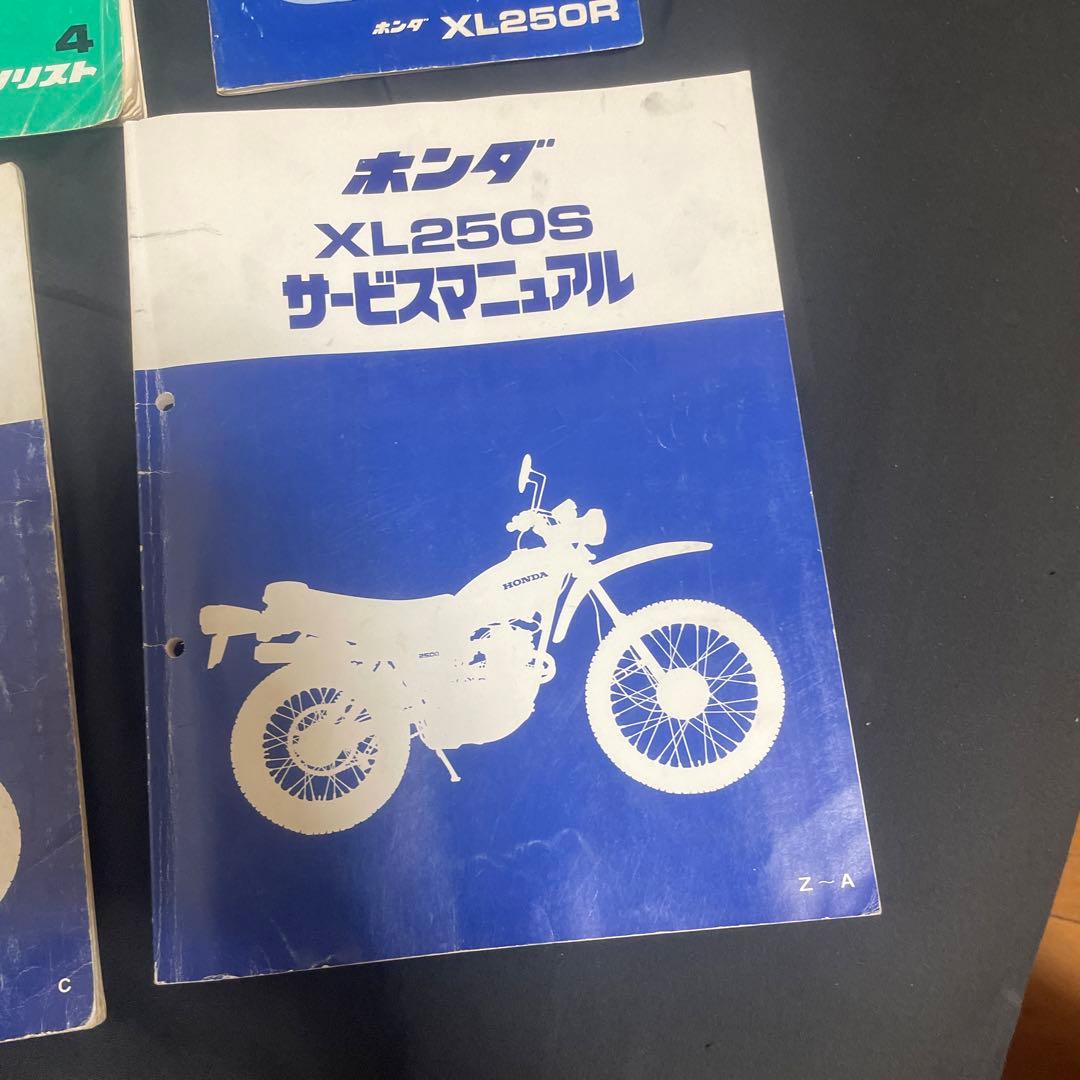 4
リスト
ホンダ XL250R
ホンダ
XL250S
サービスマニュアル
HONDA
250S
Z～A
C